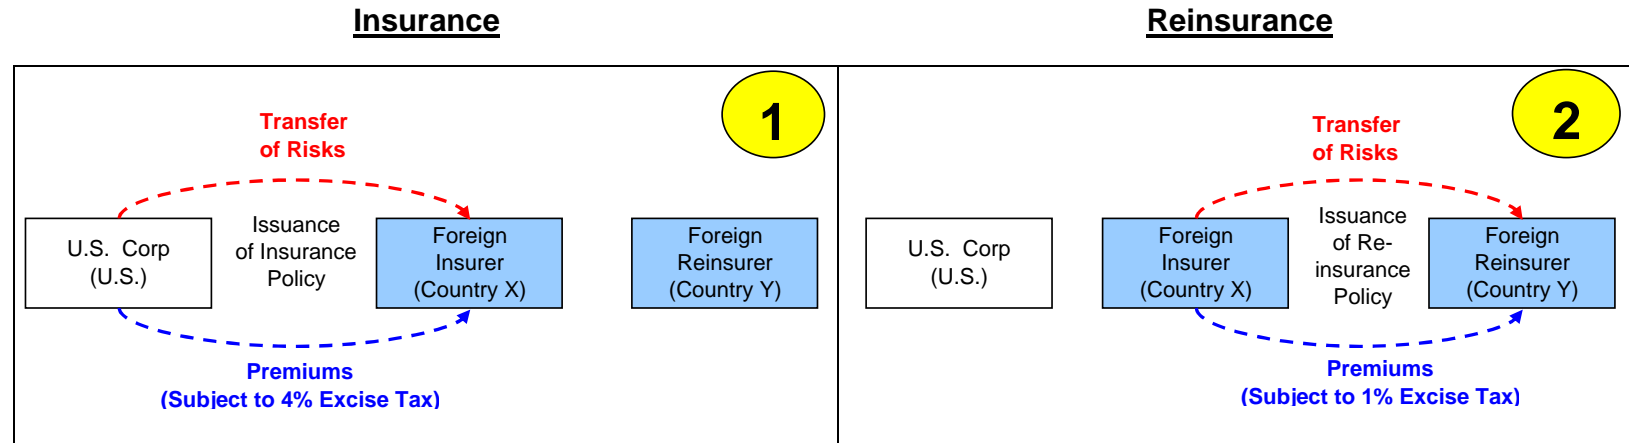 Insurance
Reinsurance
1
Transfer
of Risks
U.S. Corp
(U.S.)
Issuance
of Insurance
Policy
Foreign
Insurer
(Country X)
Foreign
Reinsurer
(Country Y)
Premiums
(Subject to 4% Excise Tax)
2
Transfer
of Risks
U.S. Corp
(U.S.)
Foreign
Insurer
(Country X)
Issuance
of Re-
insurance
Policy
Foreign
Reinsurer
(Country Y)
Premiums
(Subject to 1% Excise Tax)